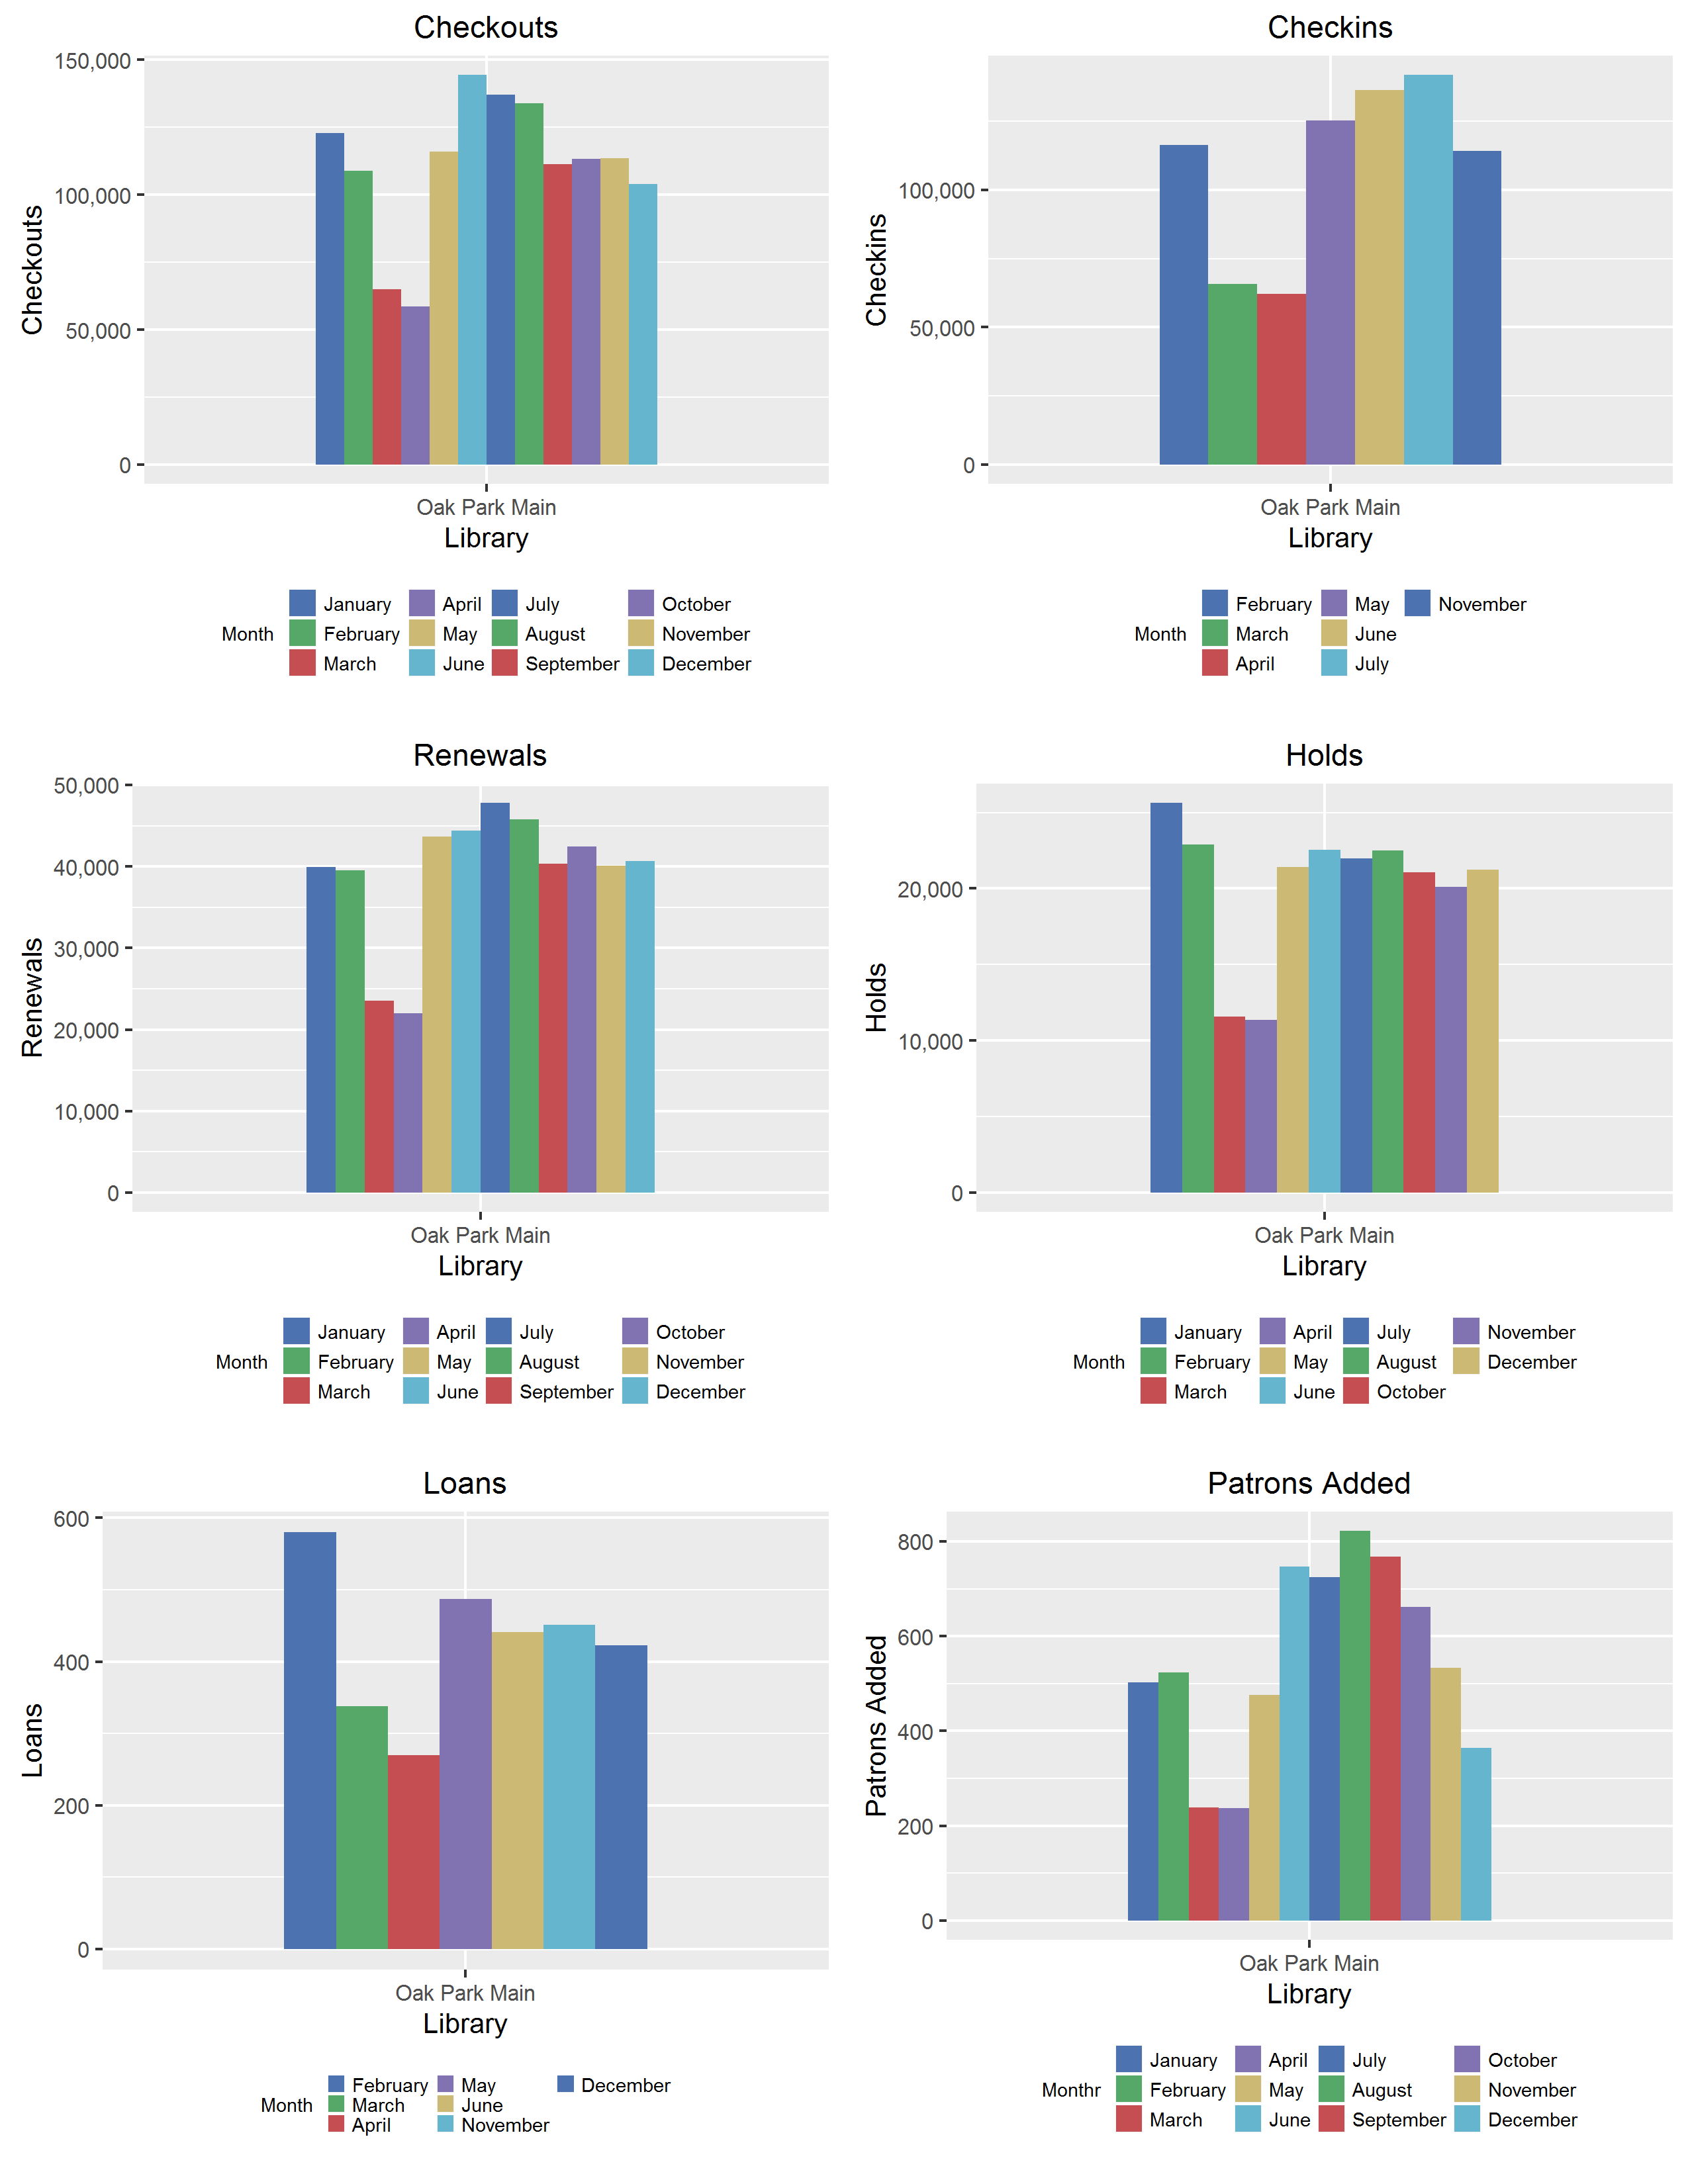 Checkouts
150,000
100,000
50,000
0
Checkouts
Oak Park Main
Library
Month
January April July October
February May August November
March June September December
Checkins
100,000
50,000
0
Checkins
Oak Park Main
Library
Month
February May November
March June
April July
Renewals
50,000
40,000
30,000
20,000
10,000
0
Renewals
Oak Park Main
Library
Month
January April July October
February May August November
March June September December
Holds
20,000
10,000
0
Holds
Oak Park Main
Library
Month
January April July November
February May August December
March June October
Loans
600
400
200
0
Loans
Oak Park Main
Library
Month
February May December
March June
April November
Patrons Added
800
600
400
200
0
Patrons Added
Oak Park Main
Library
Monthr
January April July October
February May August November
March June September December